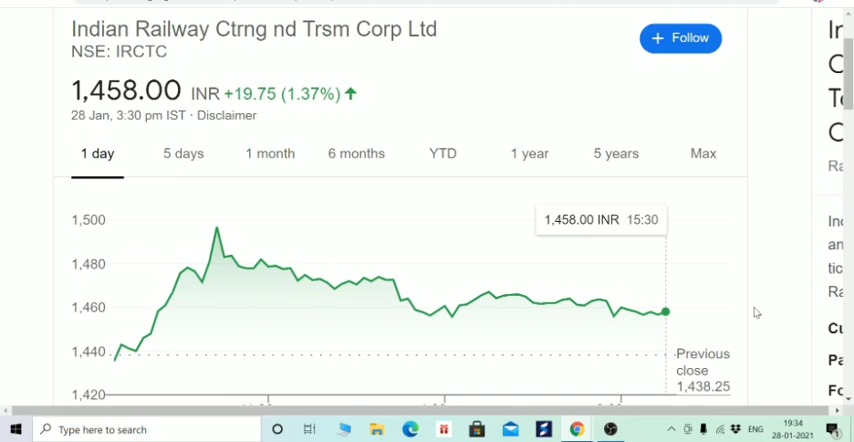 Indian Railway Ctrng nd Trsm Corp Ltd
NSE: IRCTC
+ Follow
1,458.00 INR +19.75 (1.37%)
28 Jan, 3:30 pm IST · Disclaimer
1 day 5 days 1 month 6 months YTD 1 year 5 years Max
1,458.00 INR 15:30
1,500
1,480
1,460
1,440
1,420
Previous
close
1,438.25
Type here to search
ENG
19:34
28-01-2021